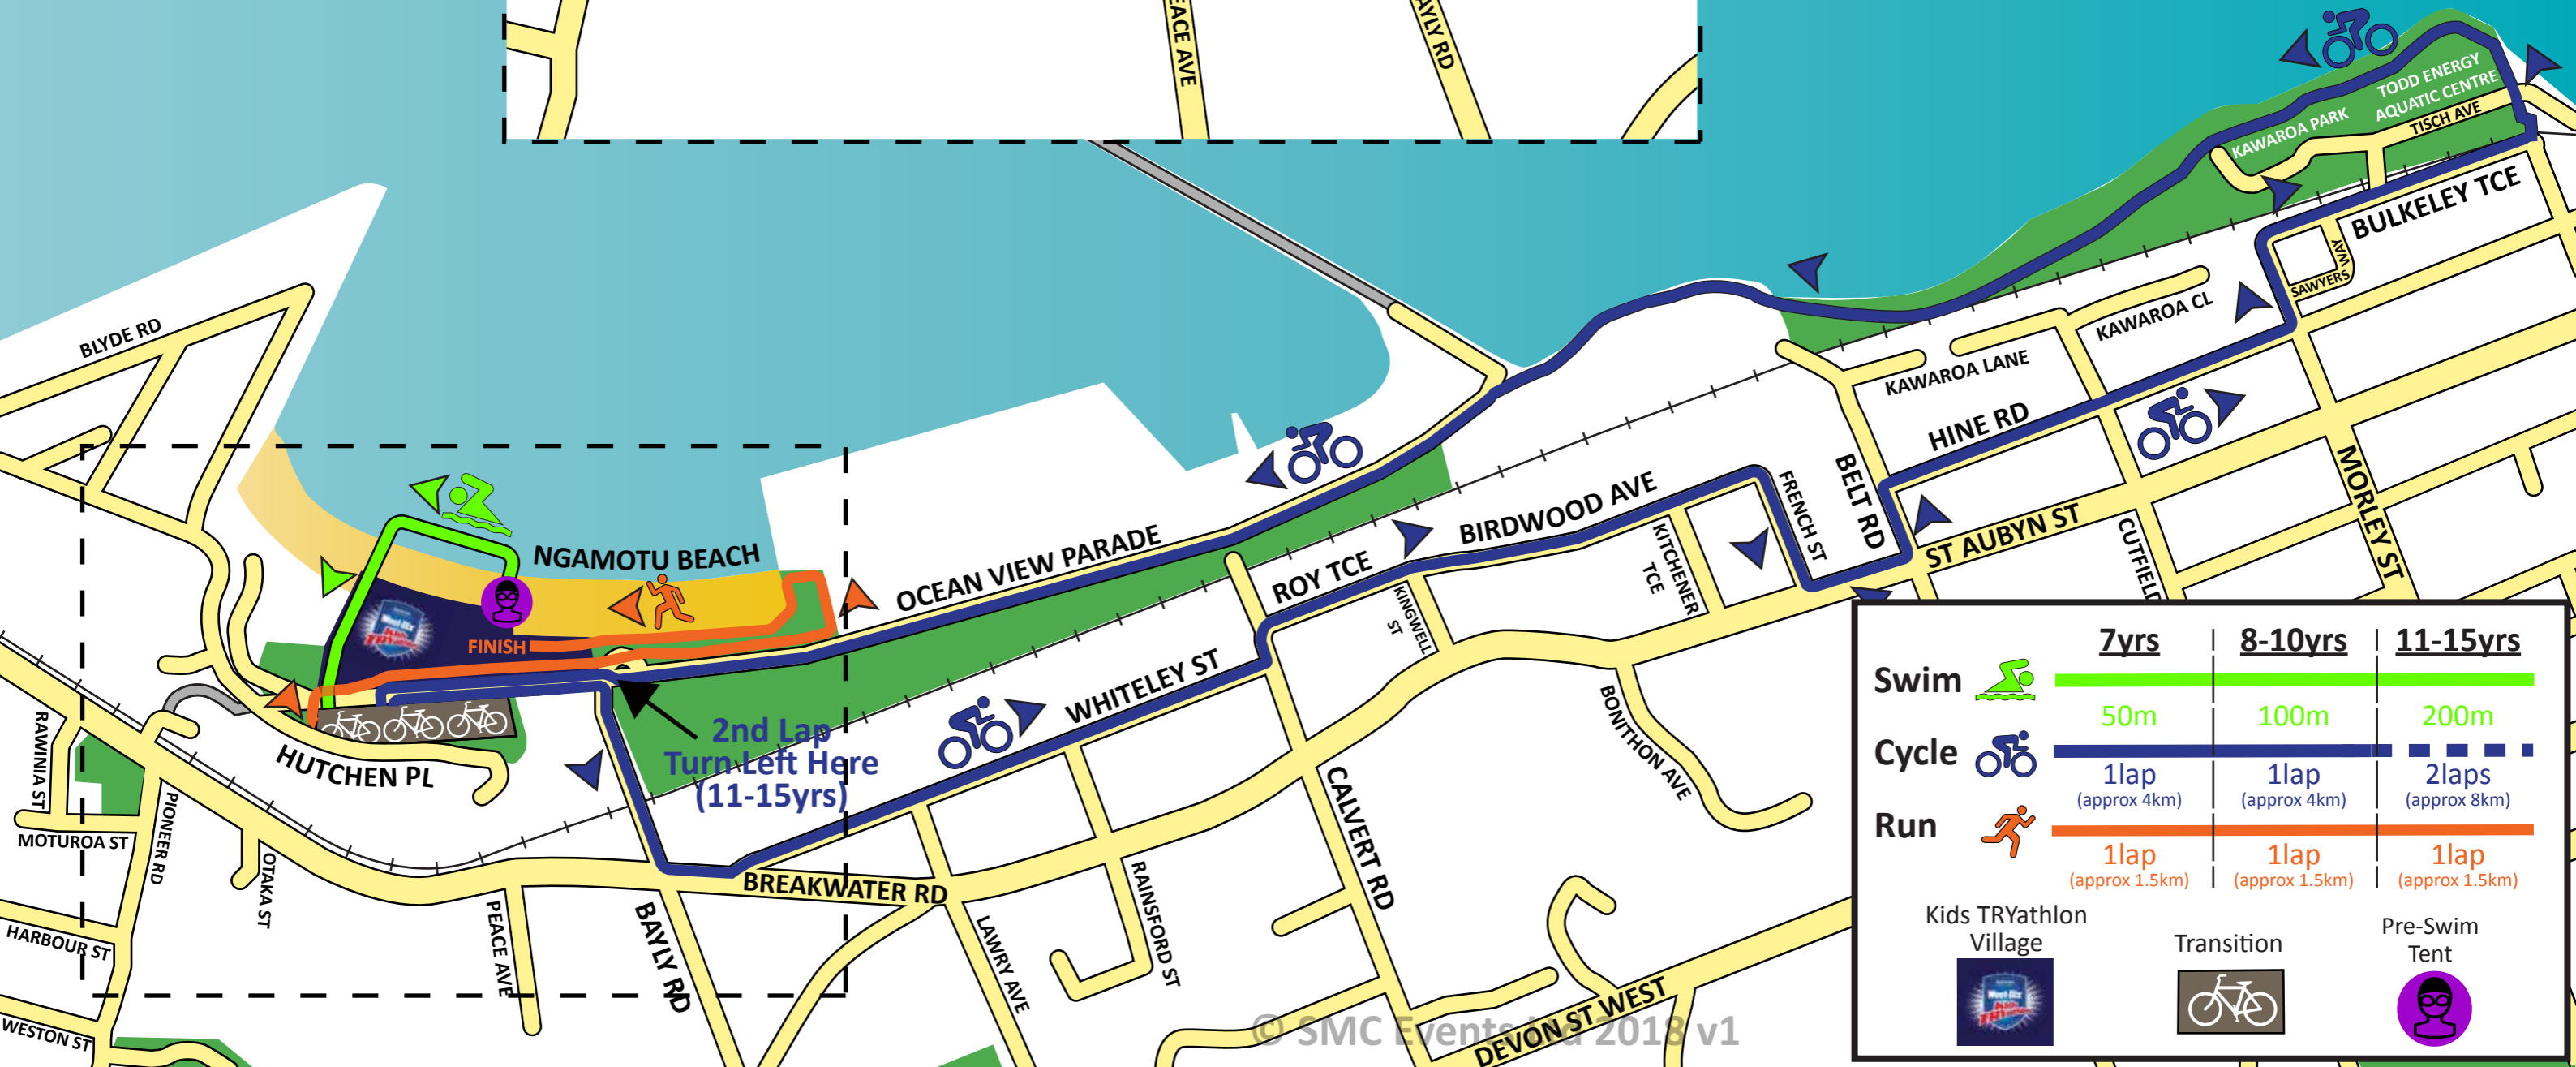 EACE AVE
AYLY RD
TODD ENERGY
AQUATIC CENTRE
KAWAROA PARK
TISCH AVE
BULKELEY TCE
SAWYERS
WAY
KAWAROA CL
KAWAROA LANE
HINE RD
BELT RD
FRENCH ST
ST AUBYN ST
CUTFIELD
MORLEY ST
BLYDE RD
NGAMOTU BEACH
OCEAN VIEW PARADE
ROY TCE
BIRDWOOD AVE
KITCHENER
TCE
KINGWELL
ST
FINISH
WHITELEY ST
2nd Lap
Turn Left Here
(11-15yrs)
HUTCHEN PL
RAWINIA ST
MOTUROA ST
PIONEER RD
OTAKA ST
HARBOUR ST
WESTON ST
PEACE AVE
BAYLY RD
BREAKWATER RD
LAWRY AVE
RAINSFORD ST
CALVERT RD
BONITHON AVE
DEVON ST WEST
© SMC Events Ltd 2018 v1
7yrs 8-10yrs 11-15yrs
Swim
50m 100m 200m
Cycle
1lap 1lap 2laps
(approx 4km) (approx 4km) (approx 8km)
Run
1lap 1lap 1lap
(approx 1.5km) (approx 1.5km) (approx 1.5km)
Kids TRYathlon
Village
Transition
Pre-Swim
Tent